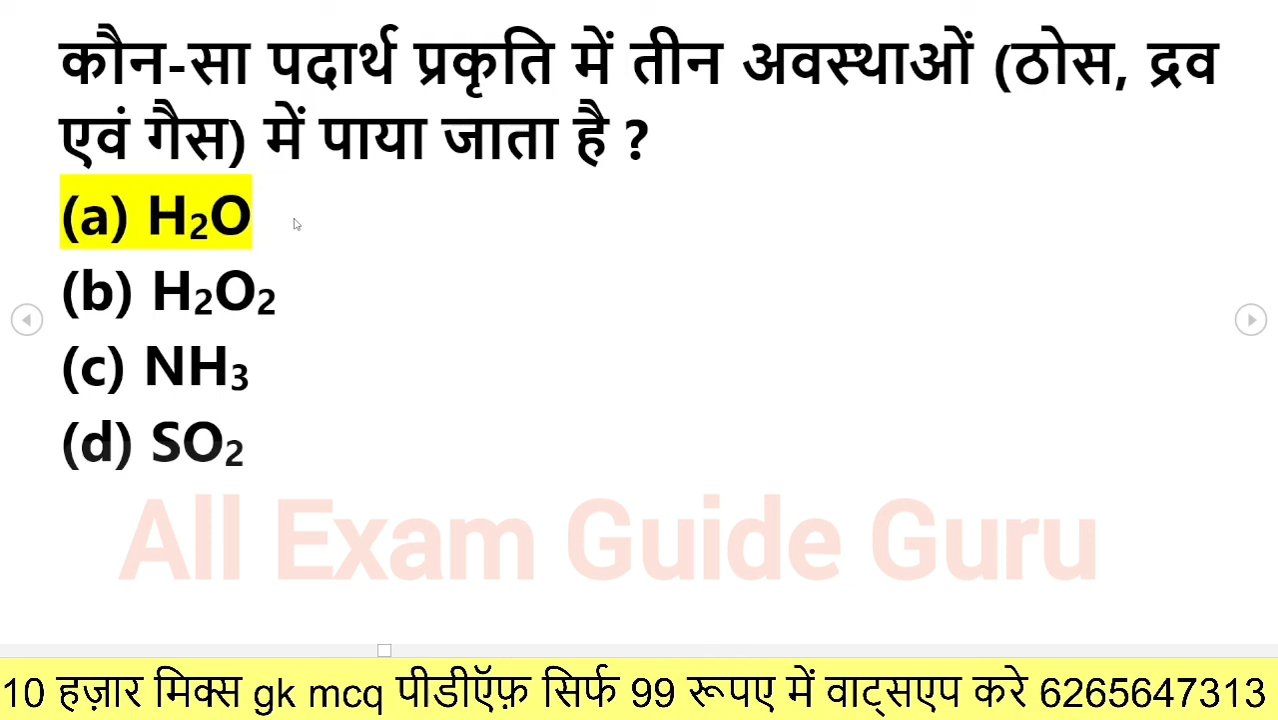 कौन-सा पदार्थ प्रकृति में तीन अवस्थाओं (ठोस, द्रव
एवं गैस) में पाया जाता है ?
(a) H₂O
(b) H₂O₂
(c) NH₃
(d) SO₂
All Exam Guide Guru
10 हज़ार मिक्स gk mcq पीडीऍफ़ सिर्फ 99 रूपए में वाट्सएप करे 6265647313